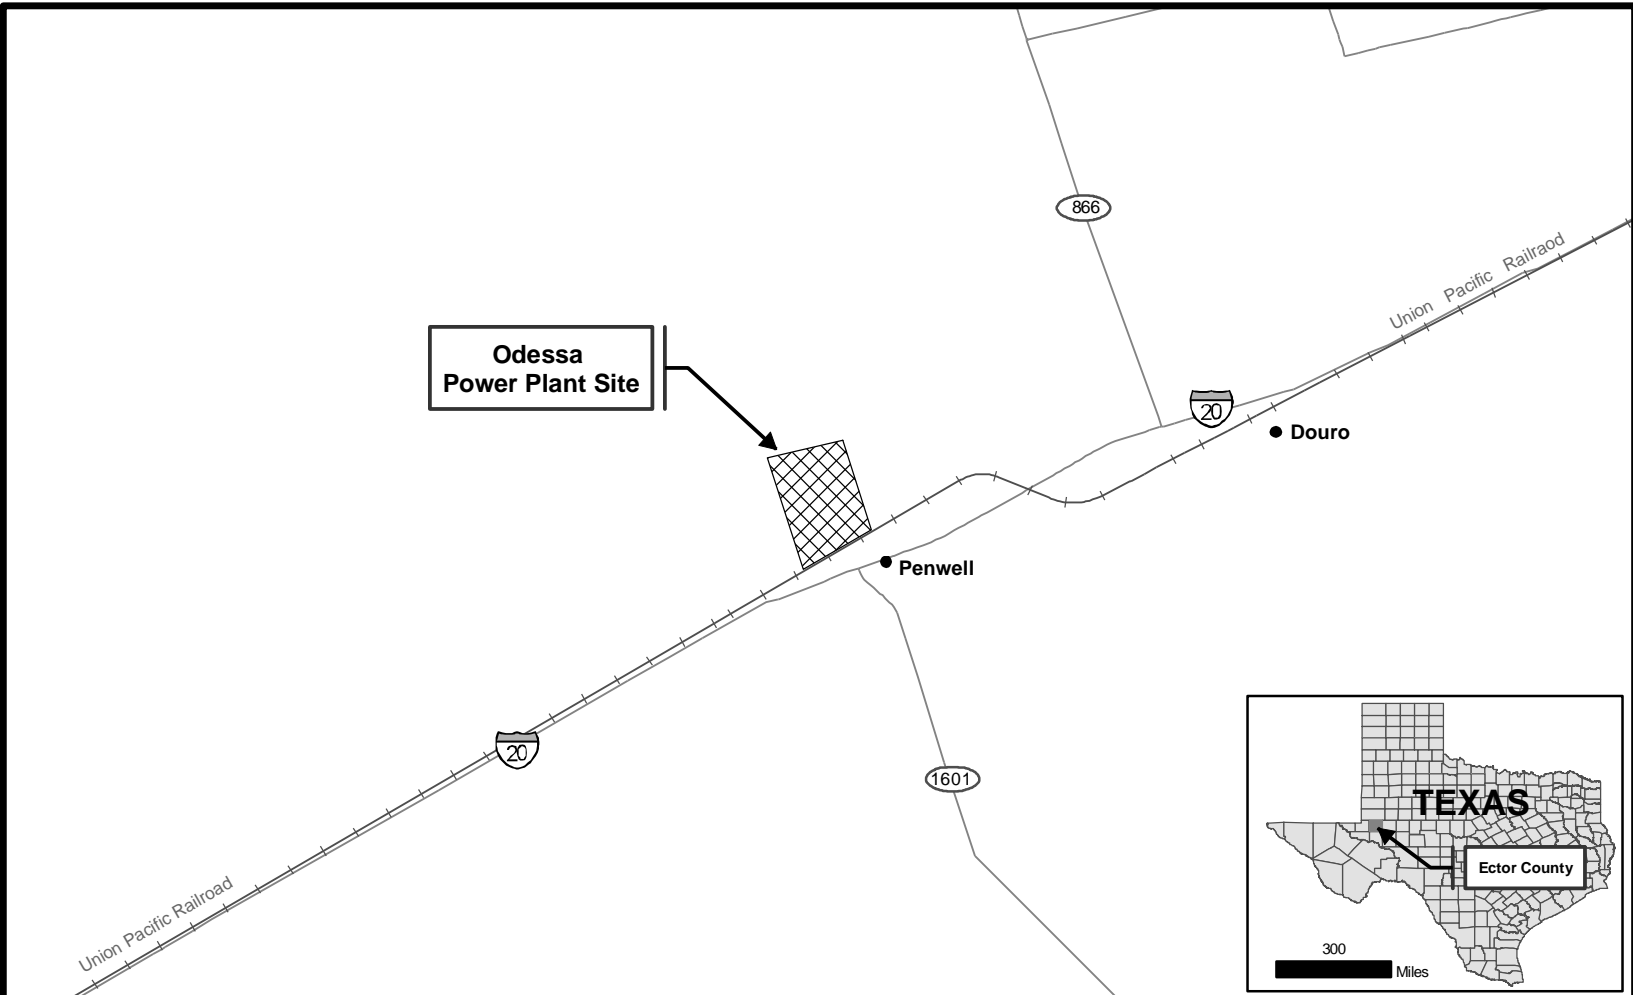 866
Union Pacific Railraod
Odessa
Power Plant Site
20
Douro
Penwell
20
1601
TEXAS
Ector County
Union Pacific Railroad
300
Miles